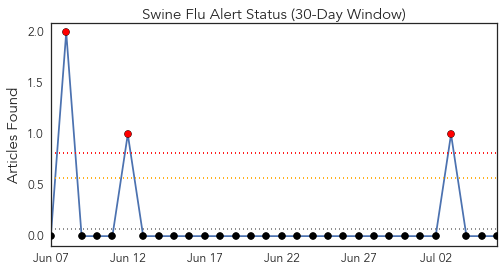 Swine Flu Alert Status (30-Day Window)
Articles Found
2.0
1.5
1.0
0.5
0.0
Jun 07
Jun 12
Jun 17
Jun 22
Jun 27
Jul 02